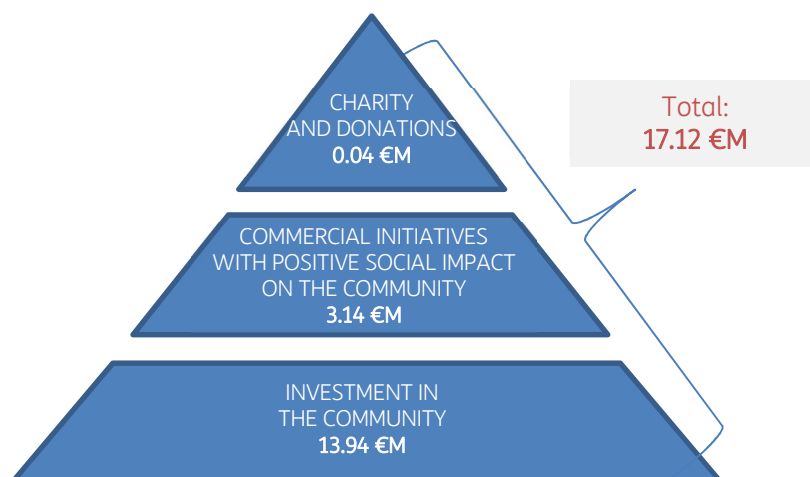 CHARITY
AND DONATIONS
0.04 €M
Total:
17.12 €M
COMMERCIAL INITIATIVES
WITH POSITIVE SOCIAL IMPACT
ON THE COMMUNITY
3.14 €M
INVESTMENT IN
THE COMMUNITY
13.94 €M